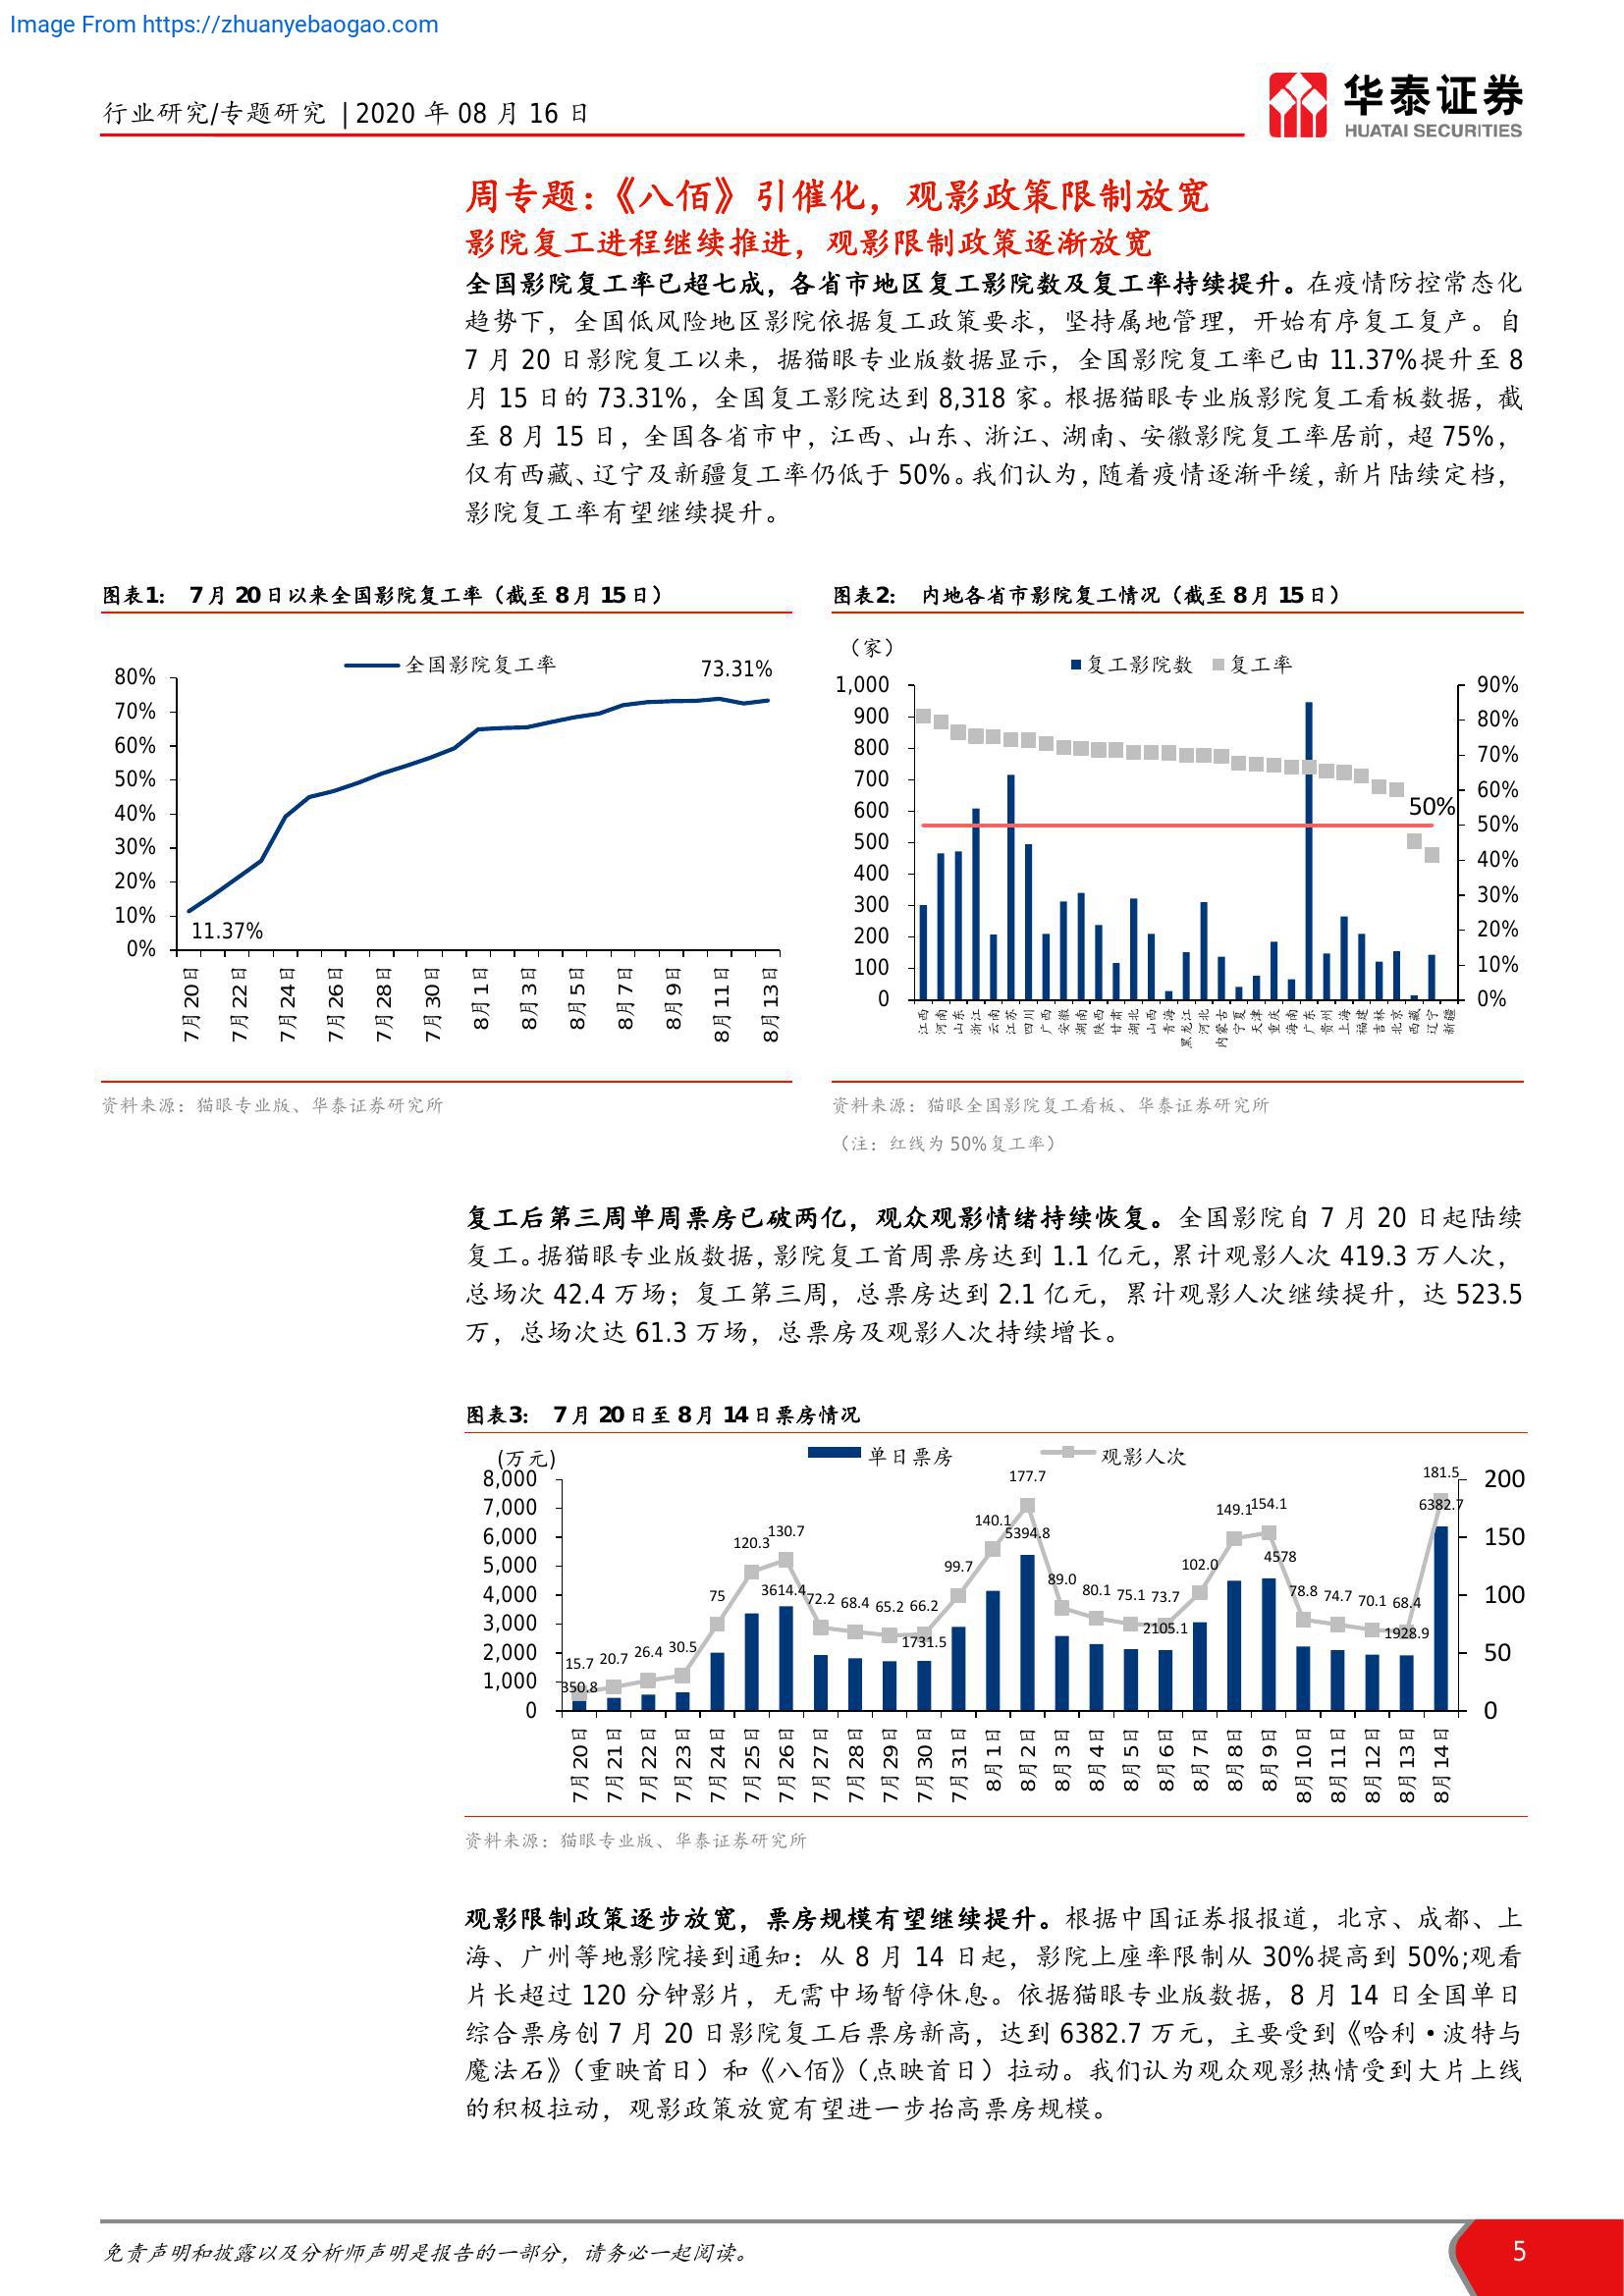 Image From https://zhuanyebaogao.com
行业研究/专题研究 | 2020 年 08 月 16 日
华泰证券
HUATAI SECURITIES
周专题：《八佰》引催化，观影政策限制放宽
影院复工进程继续推进，观影限制政策逐渐放宽
全国影院复工率已超七成，各省市地区复工影院数及复工率持续提升。在疫情防控常态化
趋势下，全国低风险地区影院依据复工政策要求，坚持属地管理，开始有序复工复产。自
7 月 20 日影院复工以来，据猫眼专业版数据显示，全国影院复工率已由 11.37%提升至 8
月 15 日的 73.31%，全国复工影院达到 8,318 家。根据猫眼专业版影院复工看板数据，截
至 8 月 15 日，全国各省市中，江西、山东、浙江、湖南、安徽影院复工率居前，超 75%，
仅有西藏、辽宁及新疆复工率仍低于 50%。我们认为，随着疫情逐渐平缓，新片陆续定档，
影院复工率有望继续提升。
图表1： 7 月 20 日以来全国影院复工率（截至 8 月 15 日）
全国影院复工率
73.31%
80%
70%
60%
50%
40%
30%
20%
10%
0%
11.37%
7月20日
7月22日
7月24日
7月26日
7月28日
7月30日
8月1日
8月3日
8月5日
8月7日
8月9日
8月11日
8月13日
资料来源：猫眼专业版、华泰证券研究所
图表2： 内地各省市影院复工情况（截至 8 月 15 日）
（家）
复工影院数 复工率
1,000
900
800
700
600
500
400
300
200
100
0
90%
80%
70%
60%
50%
40%
30%
20%
10%
0%
50%
江西
河南
山东
浙江
云南
江苏
四川
广西
安徽
湖南
陕西
甘肃
湖北
山西
青海
黑龙江
河北
内蒙古
宁夏
天津
重庆
海南
广东
贵州
上海
福建
吉林
北京
西藏
辽宁
新疆
资料来源：猫眼全国影院复工看板、华泰证券研究所
（注：红线为 50%复工率）
复工后第三周单周票房已破两亿，观众观影情绪持续恢复。全国影院自 7 月 20 日起陆续
复工。据猫眼专业版数据，影院复工首周票房达到 1.1 亿元，累计观影人次 419.3 万人次，
总场次 42.4 万场；复工第三周，总票房达到 2.1 亿元，累计观影人次继续提升，达 523.5
万，总场次达 61.3 万场，总票房及观影人次持续增长。
图表3： 7 月 20 日至 8 月 14 日票房情况
(万元)
单日票房 观影人次
8,000
7,000
6,000
5,000
4,000
3,000
2,000
1,000
0
200
150
100
50
0
15.7 20.7 26.4 30.5 75 120.3 130.7 72.2 68.4 65.2 66.2 99.7 140.1 177.7 89.0 80.1 75.1 73.7 102.0 149.1 154.1 78.8 74.7 70.1 68.4 181.5
350.8 3614.4 1731.5 5394.8 2105.1 4578 1928.9 6382.7
7月20日
7月21日
7月22日
7月23日
7月24日
7月25日
7月26日
7月27日
7月28日
7月29日
7月30日
7月31日
8月1日
8月2日
8月3日
8月4日
8月5日
8月6日
8月7日
8月8日
8月9日
8月10日
8月11日
8月12日
8月13日
8月14日
资料来源：猫眼专业版、华泰证券研究所
观影限制政策逐步放宽，票房规模有望继续提升。根据中国证券报报道，北京、成都、上
海、广州等地影院接到通知：从 8 月 14 日起，影院上座率限制从 30%提高到 50%;观看
片长超过 120 分钟影片，无需中场暂停休息。依据猫眼专业版数据，8 月 14 日全国单日
综合票房创 7 月 20 日影院复工后票房新高，达到 6382.7 万元，主要受到《哈利·波特与
魔法石》（重映首日）和《八佰》（点映首日）拉动。我们认为观众观影热情受到大片上线
的积极拉动，观影政策放宽有望进一步抬高票房规模。
免责声明和披露以及分析师声明是报告的一部分，请务必一起阅读。
5